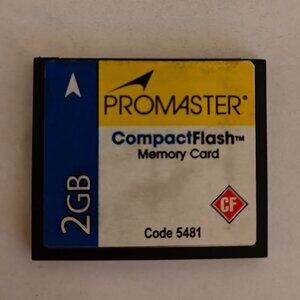 PROMASTER®
CompactFlash™
Memory Card
2GB
CF
Code 5481